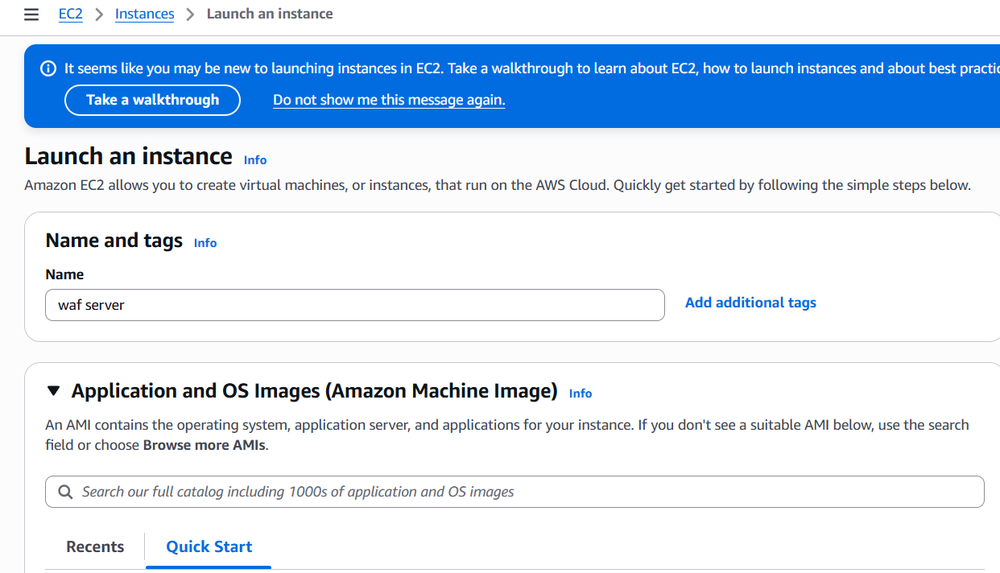 EC2 > Instances > Launch an instance
It seems like you may be new to launching instances in EC2. Take a walkthrough to learn about EC2, how to launch instances and about best
Take a walkthrough Do not show me this message again.
Launch an instance Info
Amazon EC2 allows you to create virtual machines, or instances, that run on the AWS Cloud. Quickly get started by following the simple steps below.
Name and tags Info
Name
waf server Add additional tags
Application and OS Images (Amazon Machine Image) Info
An AMI contains the operating system, application server, and applications for your instance. If you don't see a suitable AMI below, use the search
field or choose Browse more AMIs.
Search our full catalog including 1000s of application and OS images
Recents Quick Start